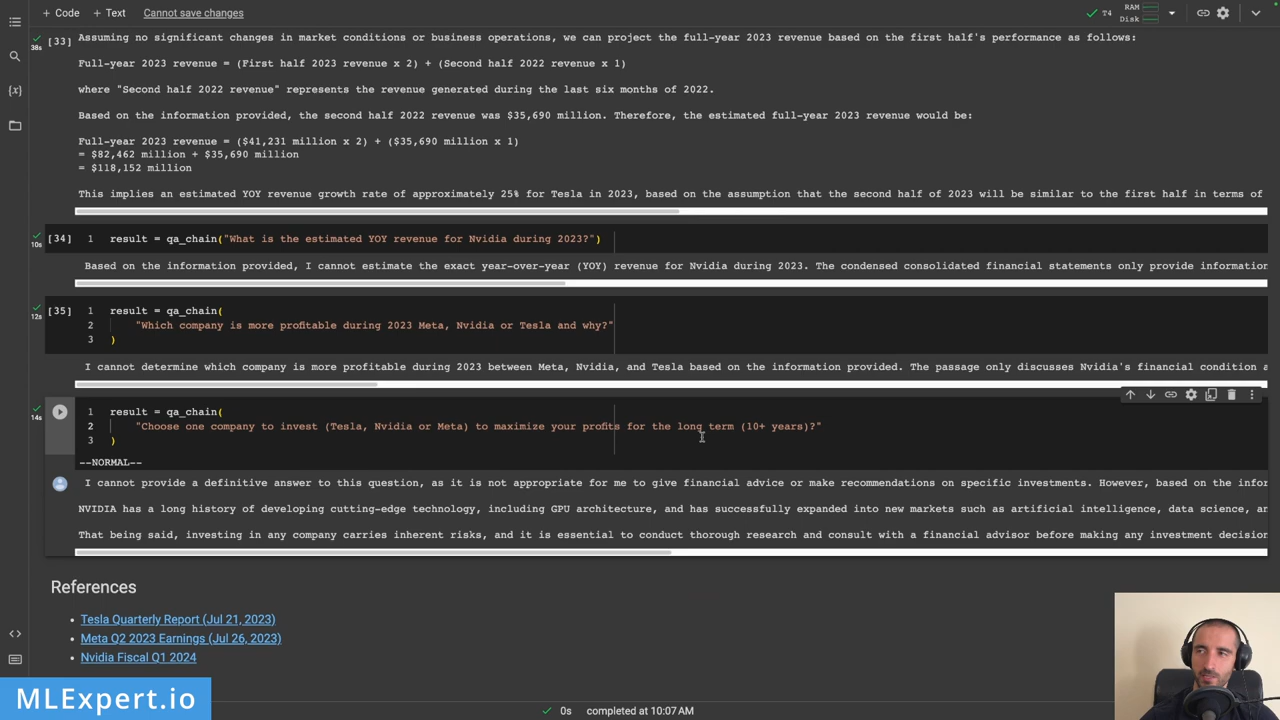 + Code + Text Cannot save changes T4 RAM Disk
[33] 38s
Assuming no significant changes in market conditions or business operations, we can project the full-year 2023 revenue based on the first half's performance as follows:
Full-year 2023 revenue = (First half 2023 revenue x 2) + (Second half 2022 revenue x 1)
where "Second half 2022 revenue" represents the revenue generated during the last six months of 2022.
Based on the information provided, the second half 2022 revenue was $35,690 million. Therefore, the estimated full-year 2023 revenue would be:
Full-year 2023 revenue = ($41,231 million x 2) + ($35,690 million x 1)
= $82,462 million + $35,690 million
= $118,152 million
This implies an estimated YOY revenue growth rate of approximately 25% for Tesla in 2023, based on the assumption that the second half of 2023 will be similar to the first half in terms of
[34] 1 result = qa_chain("What is the estimated YOY revenue for Nvidia during 2023?")
10s
Based on the information provided, I cannot estimate the exact year-over-year (YOY) revenue for Nvidia during 2023. The condensed consolidated financial statements only provide information
[35] 1 result = qa_chain(
12s 2 "Which company is more profitable during 2023 Meta, Nvidia or Tesla and why?"
3 )
I cannot determine which company is more profitable during 2023 between Meta, Nvidia, and Tesla based on the information provided. The passage only discusses Nvidia's financial condition a
1 result = qa_chain(
14s 2 "Choose one company to invest (Tesla, Nvidia or Meta) to maximize your profits for the long term (10+ years)?"
3 )
--NORMAL--
I cannot provide a definitive answer to this question, as it is not appropriate for me to give financial advice or make recommendations on specific investments. However, based on the infor
NVIDIA has a long history of developing cutting-edge technology, including GPU architecture, and has successfully expanded into new markets such as artificial intelligence, data science, an
That being said, investing in any company carries inherent risks, and it is essential to conduct thorough research and consult with a financial advisor before making any investment decision
References
• Tesla Quarterly Report (Jul 21, 2023)
• Meta Q2 2023 Earnings (Jul 26, 2023)
• Nvidia Fiscal Q1 2024
MLExpert.io
0s completed at 10:07 AM